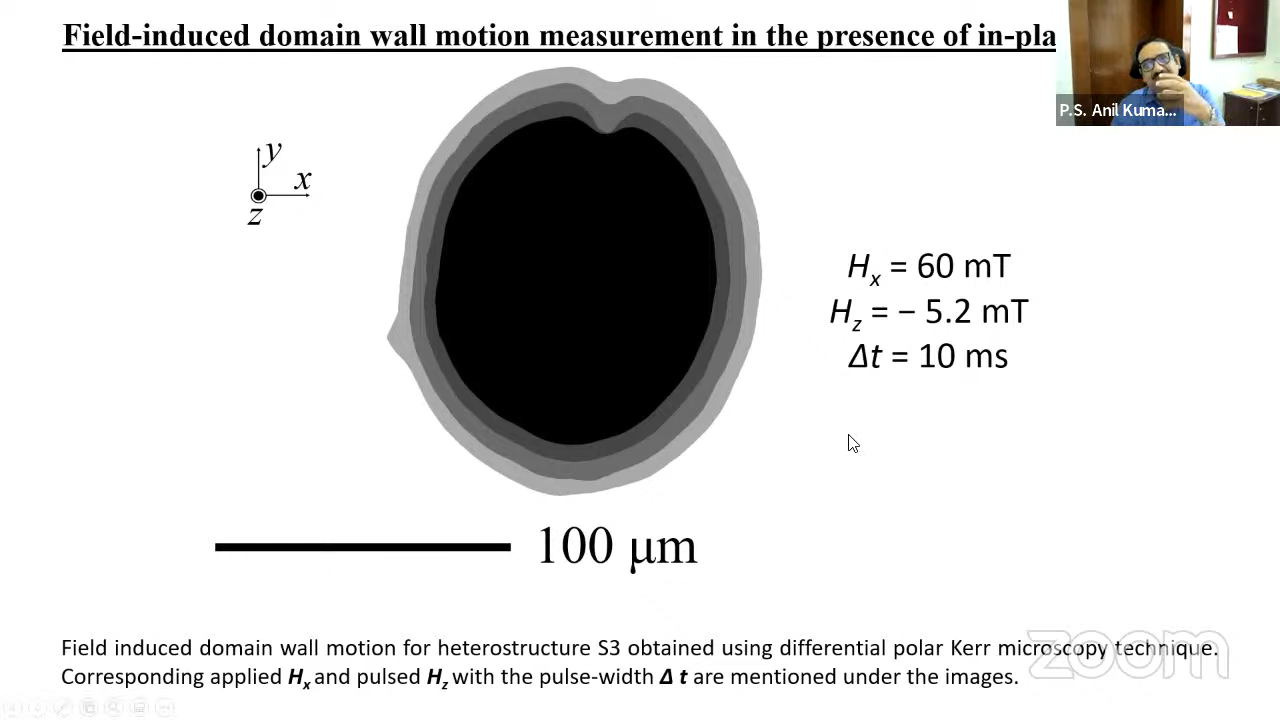 Field-induced domain wall motion measurement in the presence of in-pla
P.S. Anil Kuma...
y
x
z
Hx = 60 mT
Hz = − 5.2 mT
Δt = 10 ms
100 μm
Field induced domain wall motion for heterostructure S3 obtained using differential polar Kerr microscopy technique.
Corresponding applied Hx and pulsed Hz with the pulse-width Δ t are mentioned under the images.
zoom